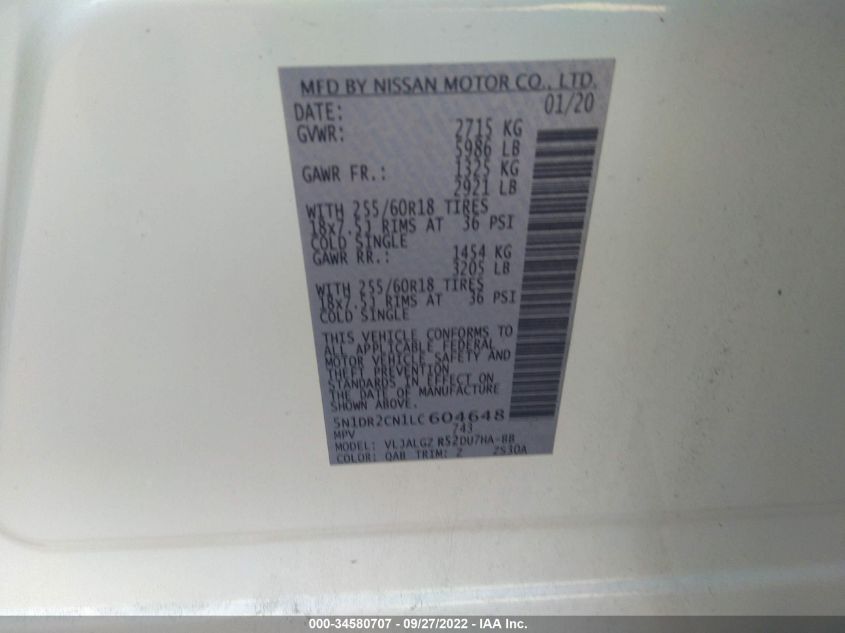 MFD BY NISSAN MOTOR CO., LTD.
DATE: 01/20
GVWR: 2715 KG
5986 LB
GAWR FR.: 1325 KG
2921 LB
WITH 255/60R18 TIRES
18x7.5J RIMS AT 36 PSI
COLD SINGLE
GAWR RR.: 1454 KG
3205 LB
WITH 255/60R18 TIRES
18x7.5J RIMS AT 36 PSI
COLD SINGLE
THIS VEHICLE CONFORMS TO
ALL APPLICABLE FEDERAL
MOTOR VEHICLE SAFETY AND
THEFT PREVENTION
STANDARDS IN EFFECT ON
THE DATE OF MANUFACTURE
SHOWN ABOVE.
5N1DR2CN1LC604648
MPV 743
MODEL: VLJALGZ R52DU7HA-BB
COLOR: QAB TRIM: Z ZS30A
000-34580707 - 09/27/2022 - IAA Inc.